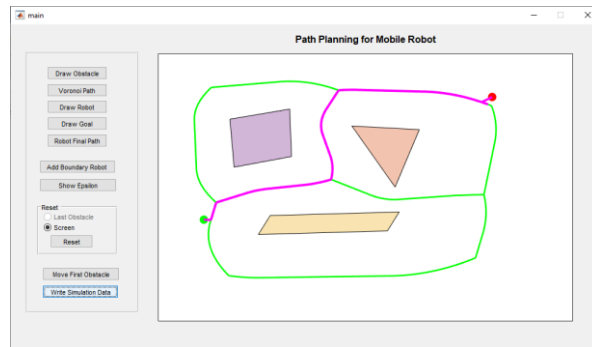 main
Path Planning for Mobile Robot
Draw Obstacle
Voronoi Path
Draw Robot
Draw Goal
Robot Final Path
Add Boundary Robot
Show Epsilon
Reset
Last Obstacle
Screen
Reset
Move First Obstacle
Write Simulation Data